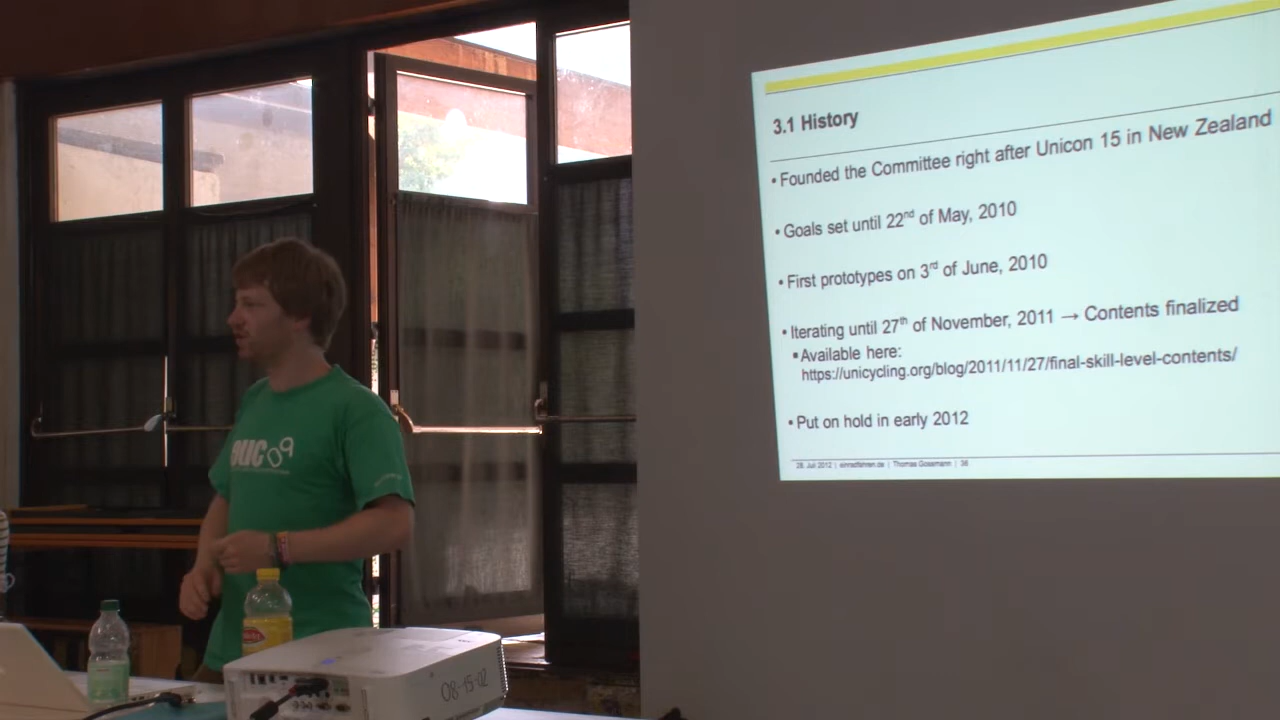 3.1 History
• Founded the Committee right after Unicon 15 in New Zealand
• Goals set until 22nd of May, 2010
• First prototypes on 3rd of June, 2010
• Iterating until 27th of November, 2011 → Contents finalized
▪ Available here:
https://unicycling.org/blog/2011/11/27/final-skill-level-contents/
• Put on hold in early 2012
28. Juli 2012 | einradfahren.de | Thomas Gossmann | 36
08-15-02